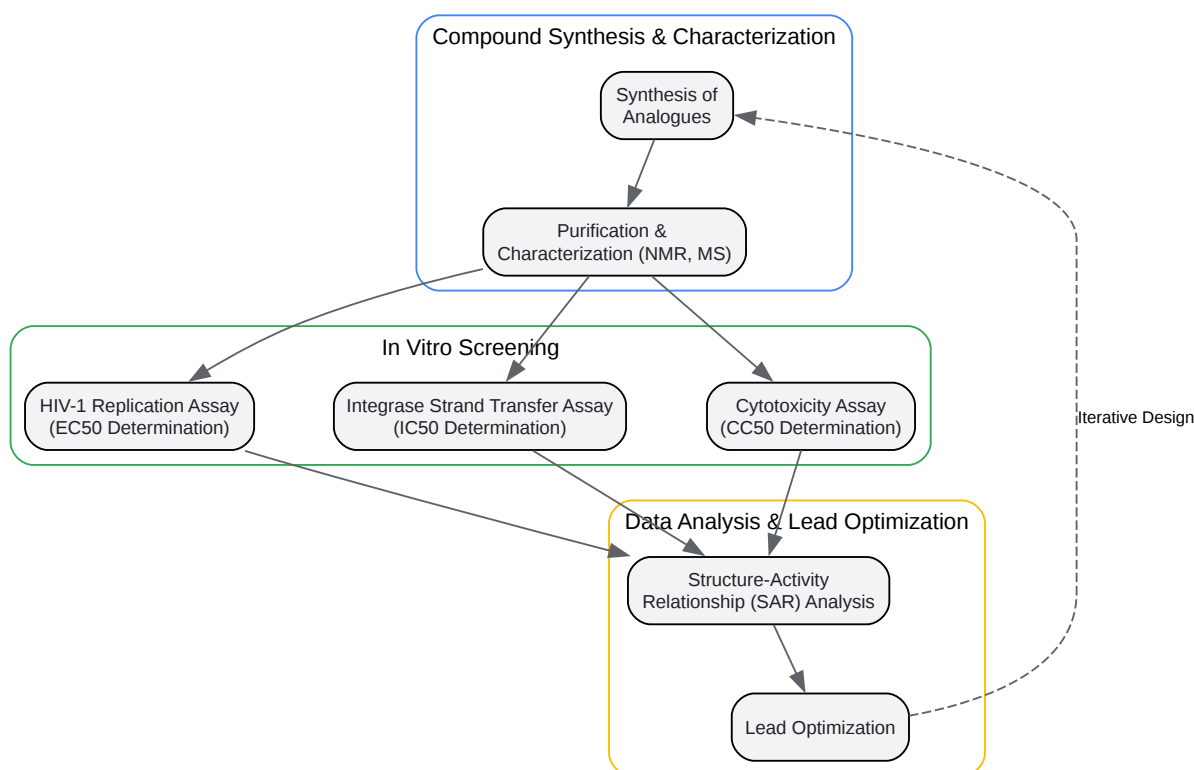 Compound Synthesis & Characterization
Synthesis of
Analogues
Purification &
Characterization (NMR, MS)
In Vitro Screening
HIV-1 Replication Assay
(EC50 Determination)
Integrase Strand Transfer Assay
(IC50 Determination)
Cytotoxicity Assay
(CC50 Determination)
Iterative Design
Data Analysis & Lead Optimization
Structure-Activity
Relationship (SAR) Analysis
Lead Optimization